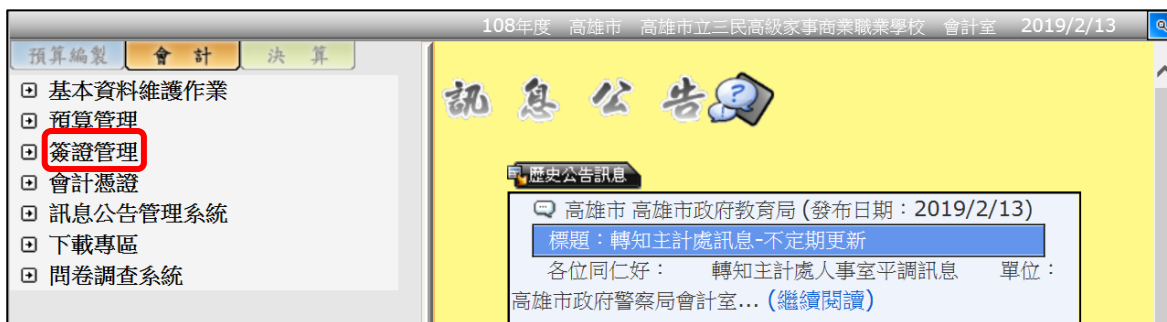 108年度 高雄市 高雄市立三民高級家事商業職業學校 會計室 2019/2/13
預算編製 會計 決算
基本資料維護作業
預算管理
簽證管理
會計憑證
訊息公告管理系統
下載專區
問卷調查系統
訊息公告
歷史公告訊息
高雄市 高雄市政府教育局 (發布日期：2019/2/13)
標題：轉知主計處訊息-不定期更新
各位同仁好： 轉知主計處人事室平調訊息 單位：
高雄市政府警察局會計室... (繼續閱讀)